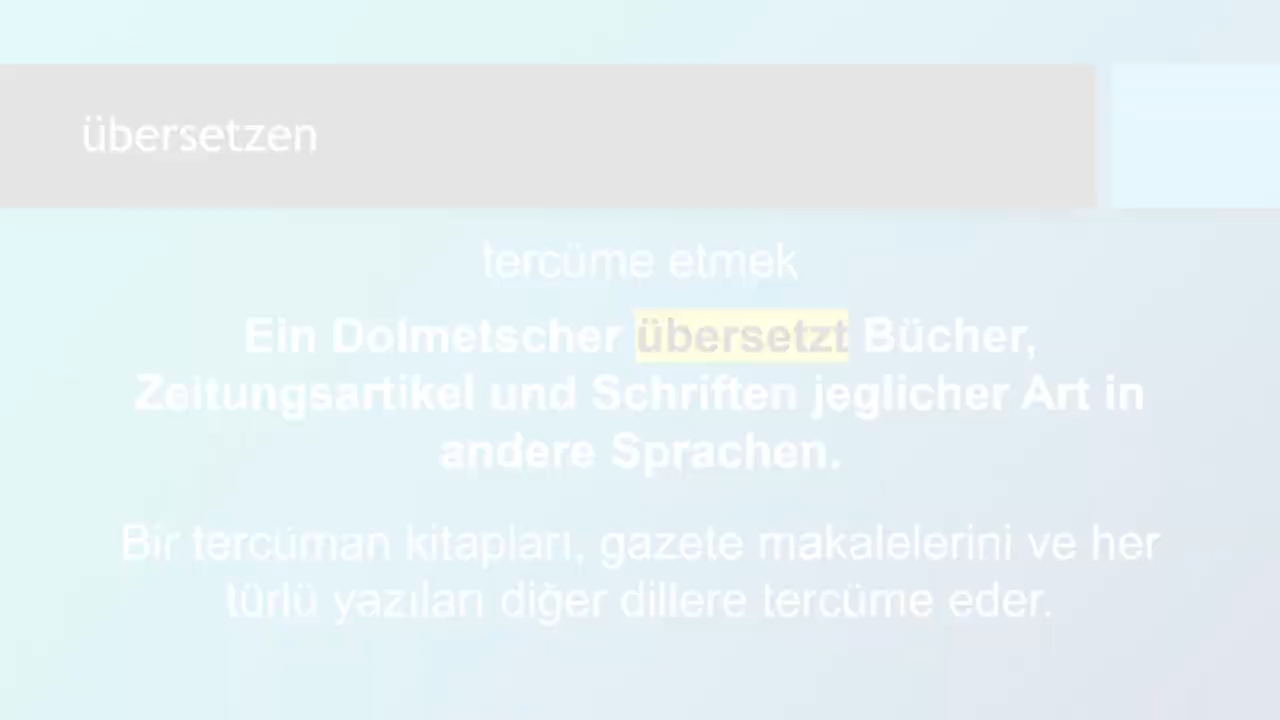 übersetzen
tercüme etmek
Ein Dolmetscher übersetzt Bücher,
Zeitungsartikel und Schriften jeglicher Art in
andere Sprachen.
Bir tercüman kitapları, gazete makalelerini ve her
türlü yazıları diğer dillere tercüme eder.